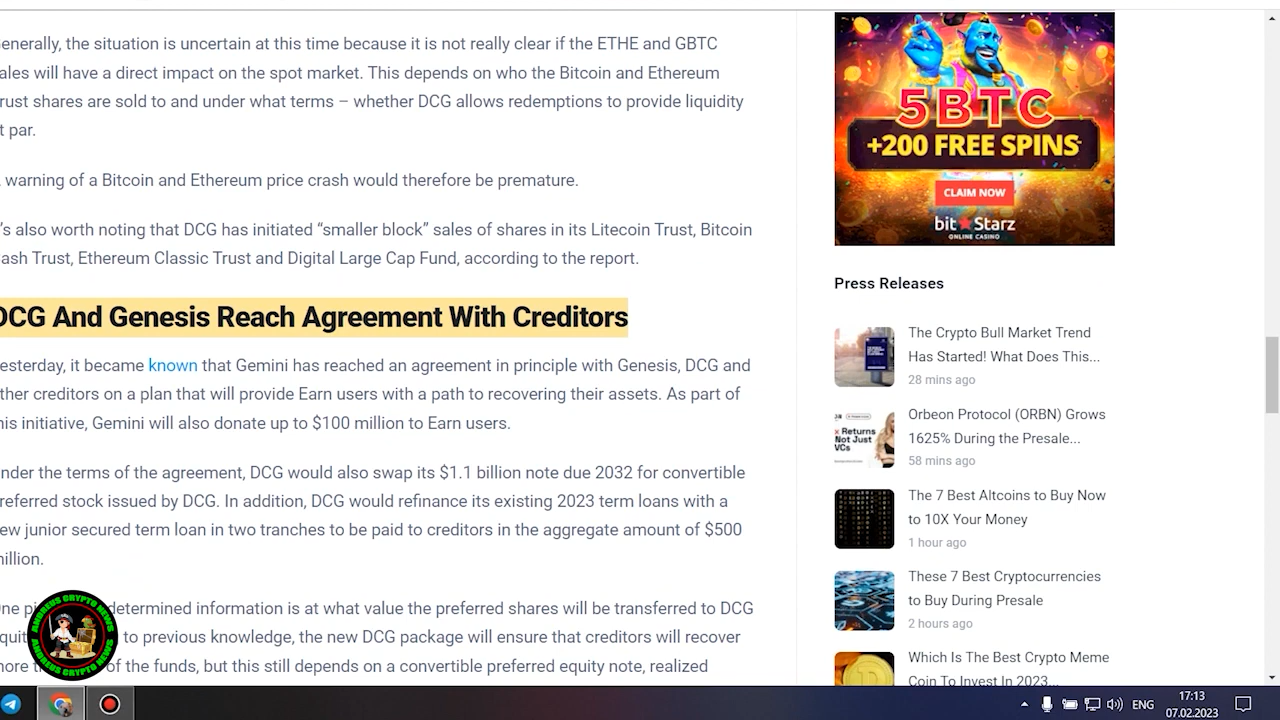 enerally, the situation is uncertain at this time because it is not really clear if the ETHE and GBTC
ales will have a direct impact on the spot market. This depends on who the Bitcoin and Ethereum
rust shares are sold to and under what terms – whether DCG allows redemptions to provide liquidity
t par.
warning of a Bitcoin and Ethereum price crash would therefore be premature.
's also worth noting that DCG has initiated “smaller block” sales of shares in its Litecoin Trust, Bitcoin
ash Trust, Ethereum Classic Trust and Digital Large Cap Fund, according to the report.
DCG And Genesis Reach Agreement With Creditors
esterday, it became known that Gemini has reached an agreement in principle with Genesis, DCG and
ther creditors on a plan that will provide Earn users with a path to recovering their assets. As part of
his initiative, Gemini will also donate up to $100 million to Earn users.
nder the terms of the agreement, DCG would also swap its $1.1 billion note due 2032 for convertible
referred stock issued by DCG. In addition, DCG would refinance its existing 2023 term loans with a
ew junior secured term loan in two tranches to be paid to creditors in the aggregate amount of $500
illion.
ne pi determined information is at what value the preferred shares will be transferred to DCG
quit to previous knowledge, the new DCG package will ensure that creditors will recover
more of the funds, but this still depends on a convertible preferred equity note, realized
5BTC
+200 FREE SPINS
CLAIM NOW
bitStarz
ONLINE CASINO
Press Releases
The Crypto Bull Market Trend
Has Started! What Does This...
28 mins ago
Returns
Not Just
VCs
Orbeon Protocol (ORBN) Grows
1625% During the Presale...
58 mins ago
The 7 Best Altcoins to Buy Now
to 10X Your Money
1 hour ago
These 7 Best Cryptocurrencies
to Buy During Presale
2 hours ago
Which Is The Best Crypto Meme
Coin To Invest In 2023...
ANDREUS CRYPTO NEWS
ANDREUS CRYPTO NEWS
ENG
17:13
07.02.2023